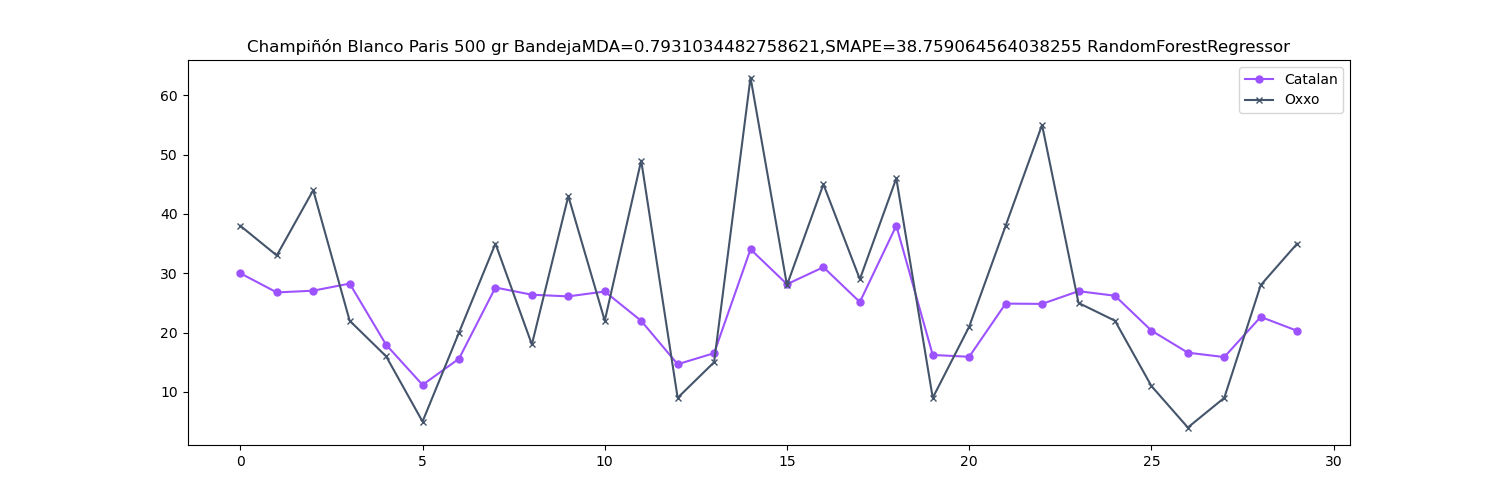 Champiñón Blanco Paris 500 gr BandejaMDA=0.7931034482758621,SMAPE=38.759064564038255 RandomForestRegressor
Catalan
Oxxo
60
50
40
30
20
10
0 5 10 15 20 25 30